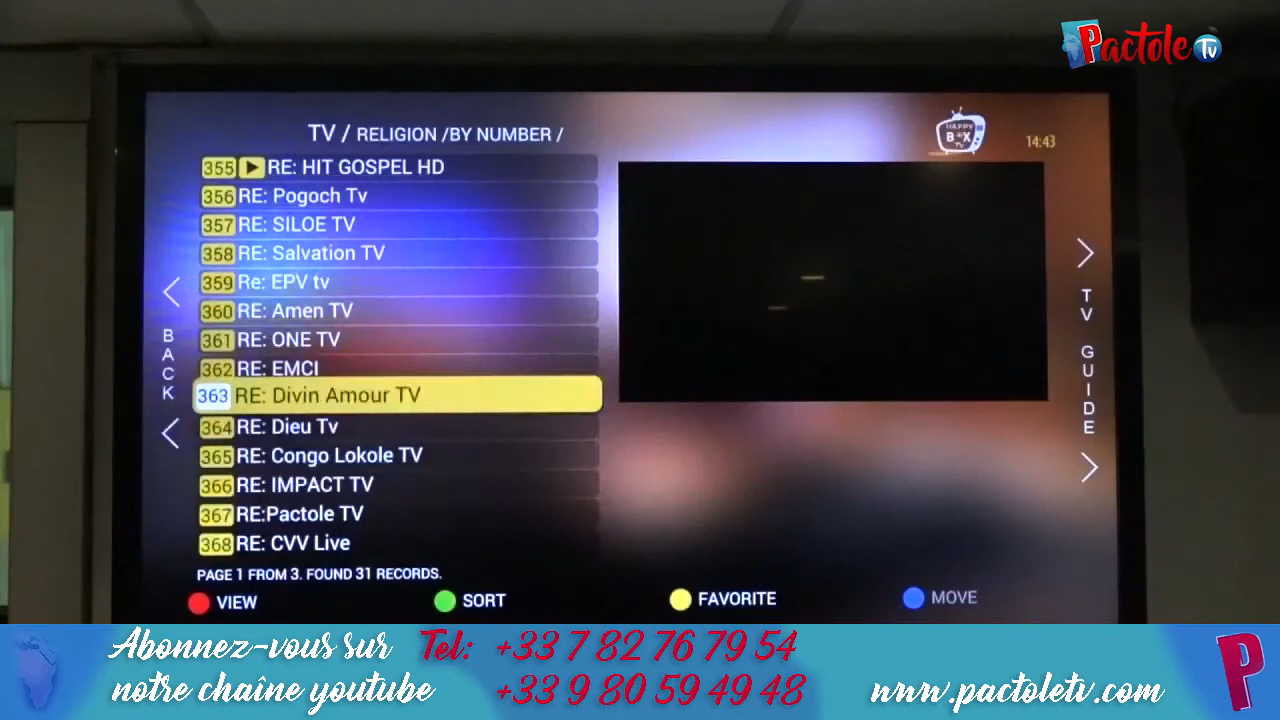 Pactole Tv
TV / RELIGION /BY NUMBER /
HAPPY
BOX
TV
14:43
355 RE: HIT GOSPEL HD
356 RE: Pogoch Tv
357 RE: SILOE TV
358 RE: Salvation TV
359 Re: EPV tv
360 RE: Amen TV
361 RE: ONE TV
362 RE: EMCI
363 RE: Divin Amour TV
364 RE: Dieu Tv
365 RE: Congo Lokole TV
366 RE: IMPACT TV
367 RE:Pactole TV
368 RE: CVV Live
BACK
TV GUIDE
PAGE 1 FROM 3. FOUND 31 RECORDS.
VIEW SORT FAVORITE MOVE
Abonnez-vous sur
notre chaîne youtube
Tel: +33 7 82 76 79 54
+33 9 80 59 49 48
www.pactoletv.com
P